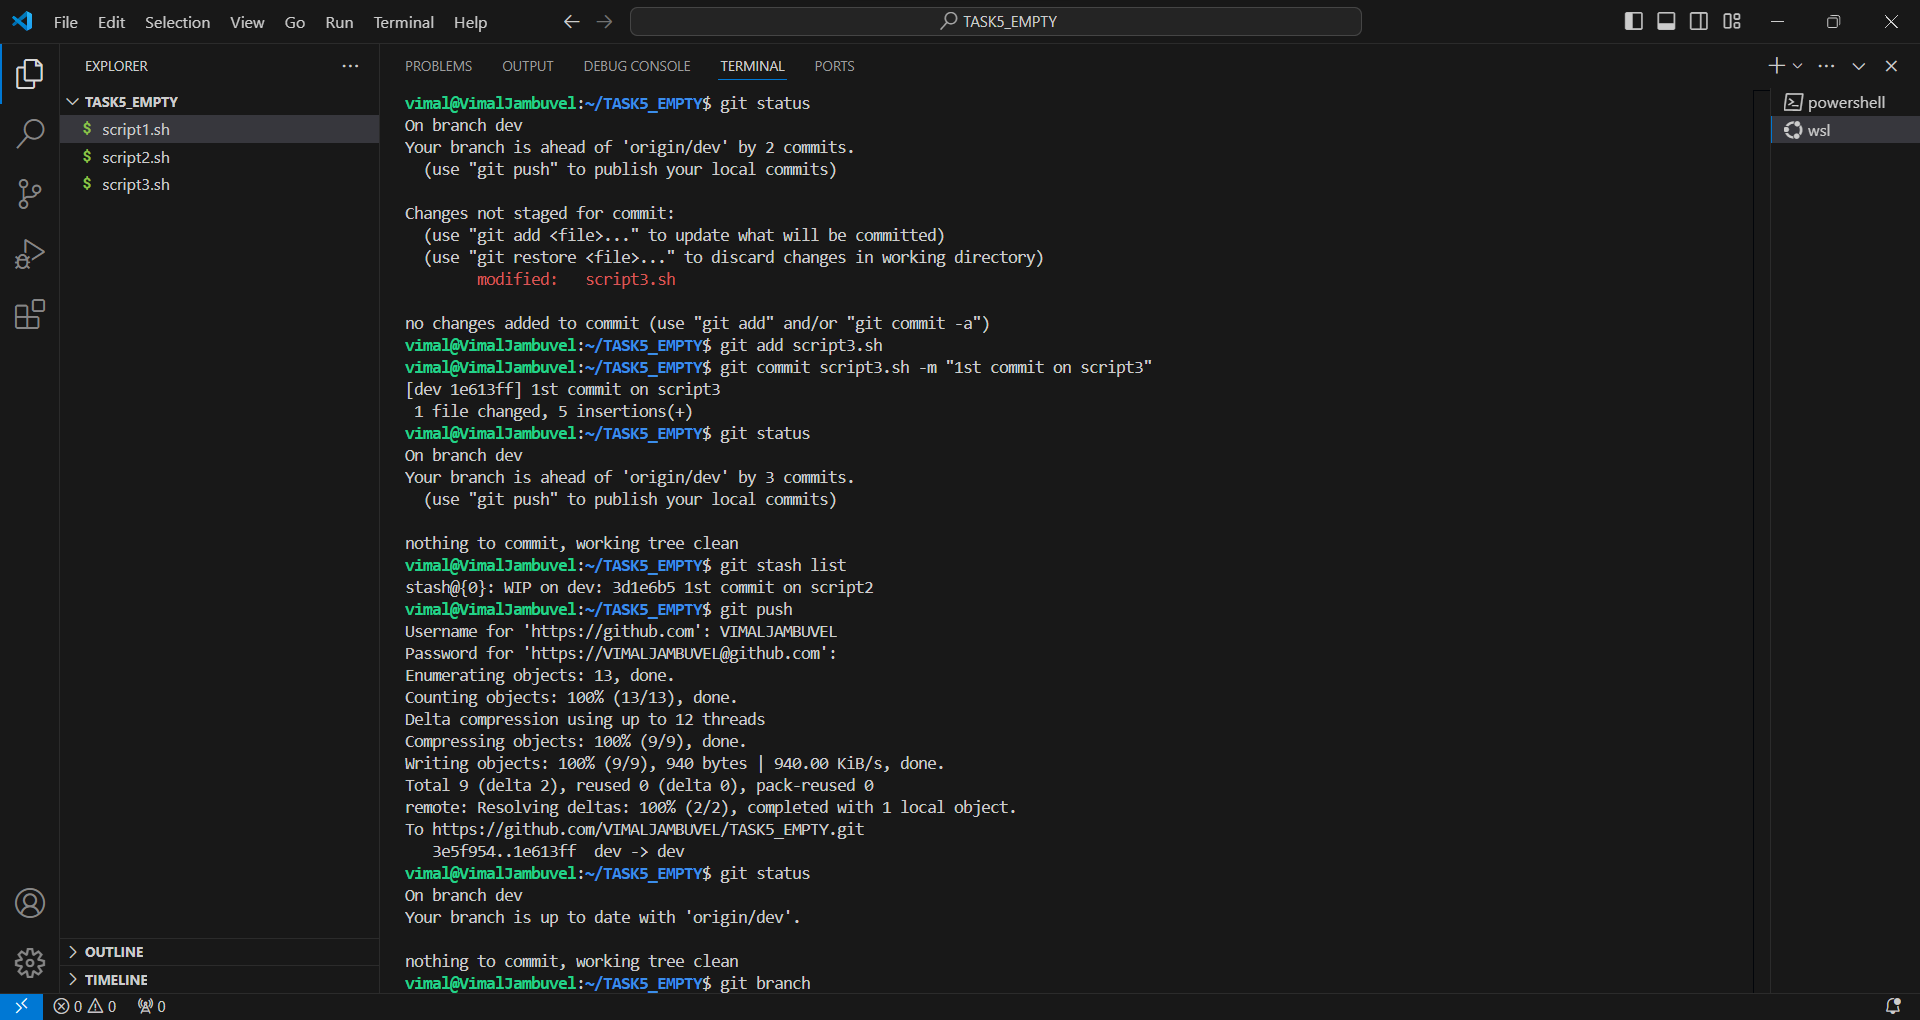 File Edit Selection View Go Run Terminal Help
TASK5_EMPTY
EXPLORER
TASK5_EMPTY
$ script1.sh
$ script2.sh
$ script3.sh
OUTLINE
TIMELINE
PROBLEMS OUTPUT DEBUG CONSOLE TERMINAL PORTS
vimal@VimalJambuvel:~/TASK5_EMPTY$ git status
On branch dev
Your branch is ahead of 'origin/dev' by 2 commits.
  (use "git push" to publish your local commits)
Changes not staged for commit:
  (use "git add <file>..." to update what will be committed)
  (use "git restore <file>..." to discard changes in working directory)
        modified:   script3.sh
no changes added to commit (use "git add" and/or "git commit -a")
vimal@VimalJambuvel:~/TASK5_EMPTY$ git add script3.sh
vimal@VimalJambuvel:~/TASK5_EMPTY$ git commit script3.sh -m "1st commit on script3"
[dev 1e613ff] 1st commit on script3
 1 file changed, 5 insertions(+)
vimal@VimalJambuvel:~/TASK5_EMPTY$ git status
On branch dev
Your branch is ahead of 'origin/dev' by 3 commits.
  (use "git push" to publish your local commits)
nothing to commit, working tree clean
vimal@VimalJambuvel:~/TASK5_EMPTY$ git stash list
stash@{0}: WIP on dev: 3d1e6b5 1st commit on script2
vimal@VimalJambuvel:~/TASK5_EMPTY$ git push
Username for 'https://github.com': VIMALJAMBUVEL
Password for 'https://VIMALJAMBUVEL@github.com':
Enumerating objects: 13, done.
Counting objects: 100% (13/13), done.
Delta compression using up to 12 threads
Compressing objects: 100% (9/9), done.
Writing objects: 100% (9/9), 940 bytes | 940.00 KiB/s, done.
Total 9 (delta 2), reused 0 (delta 0), pack-reused 0
remote: Resolving deltas: 100% (2/2), completed with 1 local object.
To https://github.com/VIMALJAMBUVEL/TASK5_EMPTY.git
   3e5f954..1e613ff  dev -> dev
vimal@VimalJambuvel:~/TASK5_EMPTY$ git status
On branch dev
Your branch is up to date with 'origin/dev'.
nothing to commit, working tree clean
vimal@VimalJambuvel:~/TASK5_EMPTY$ git branch
powershell
wsl
0 0 0